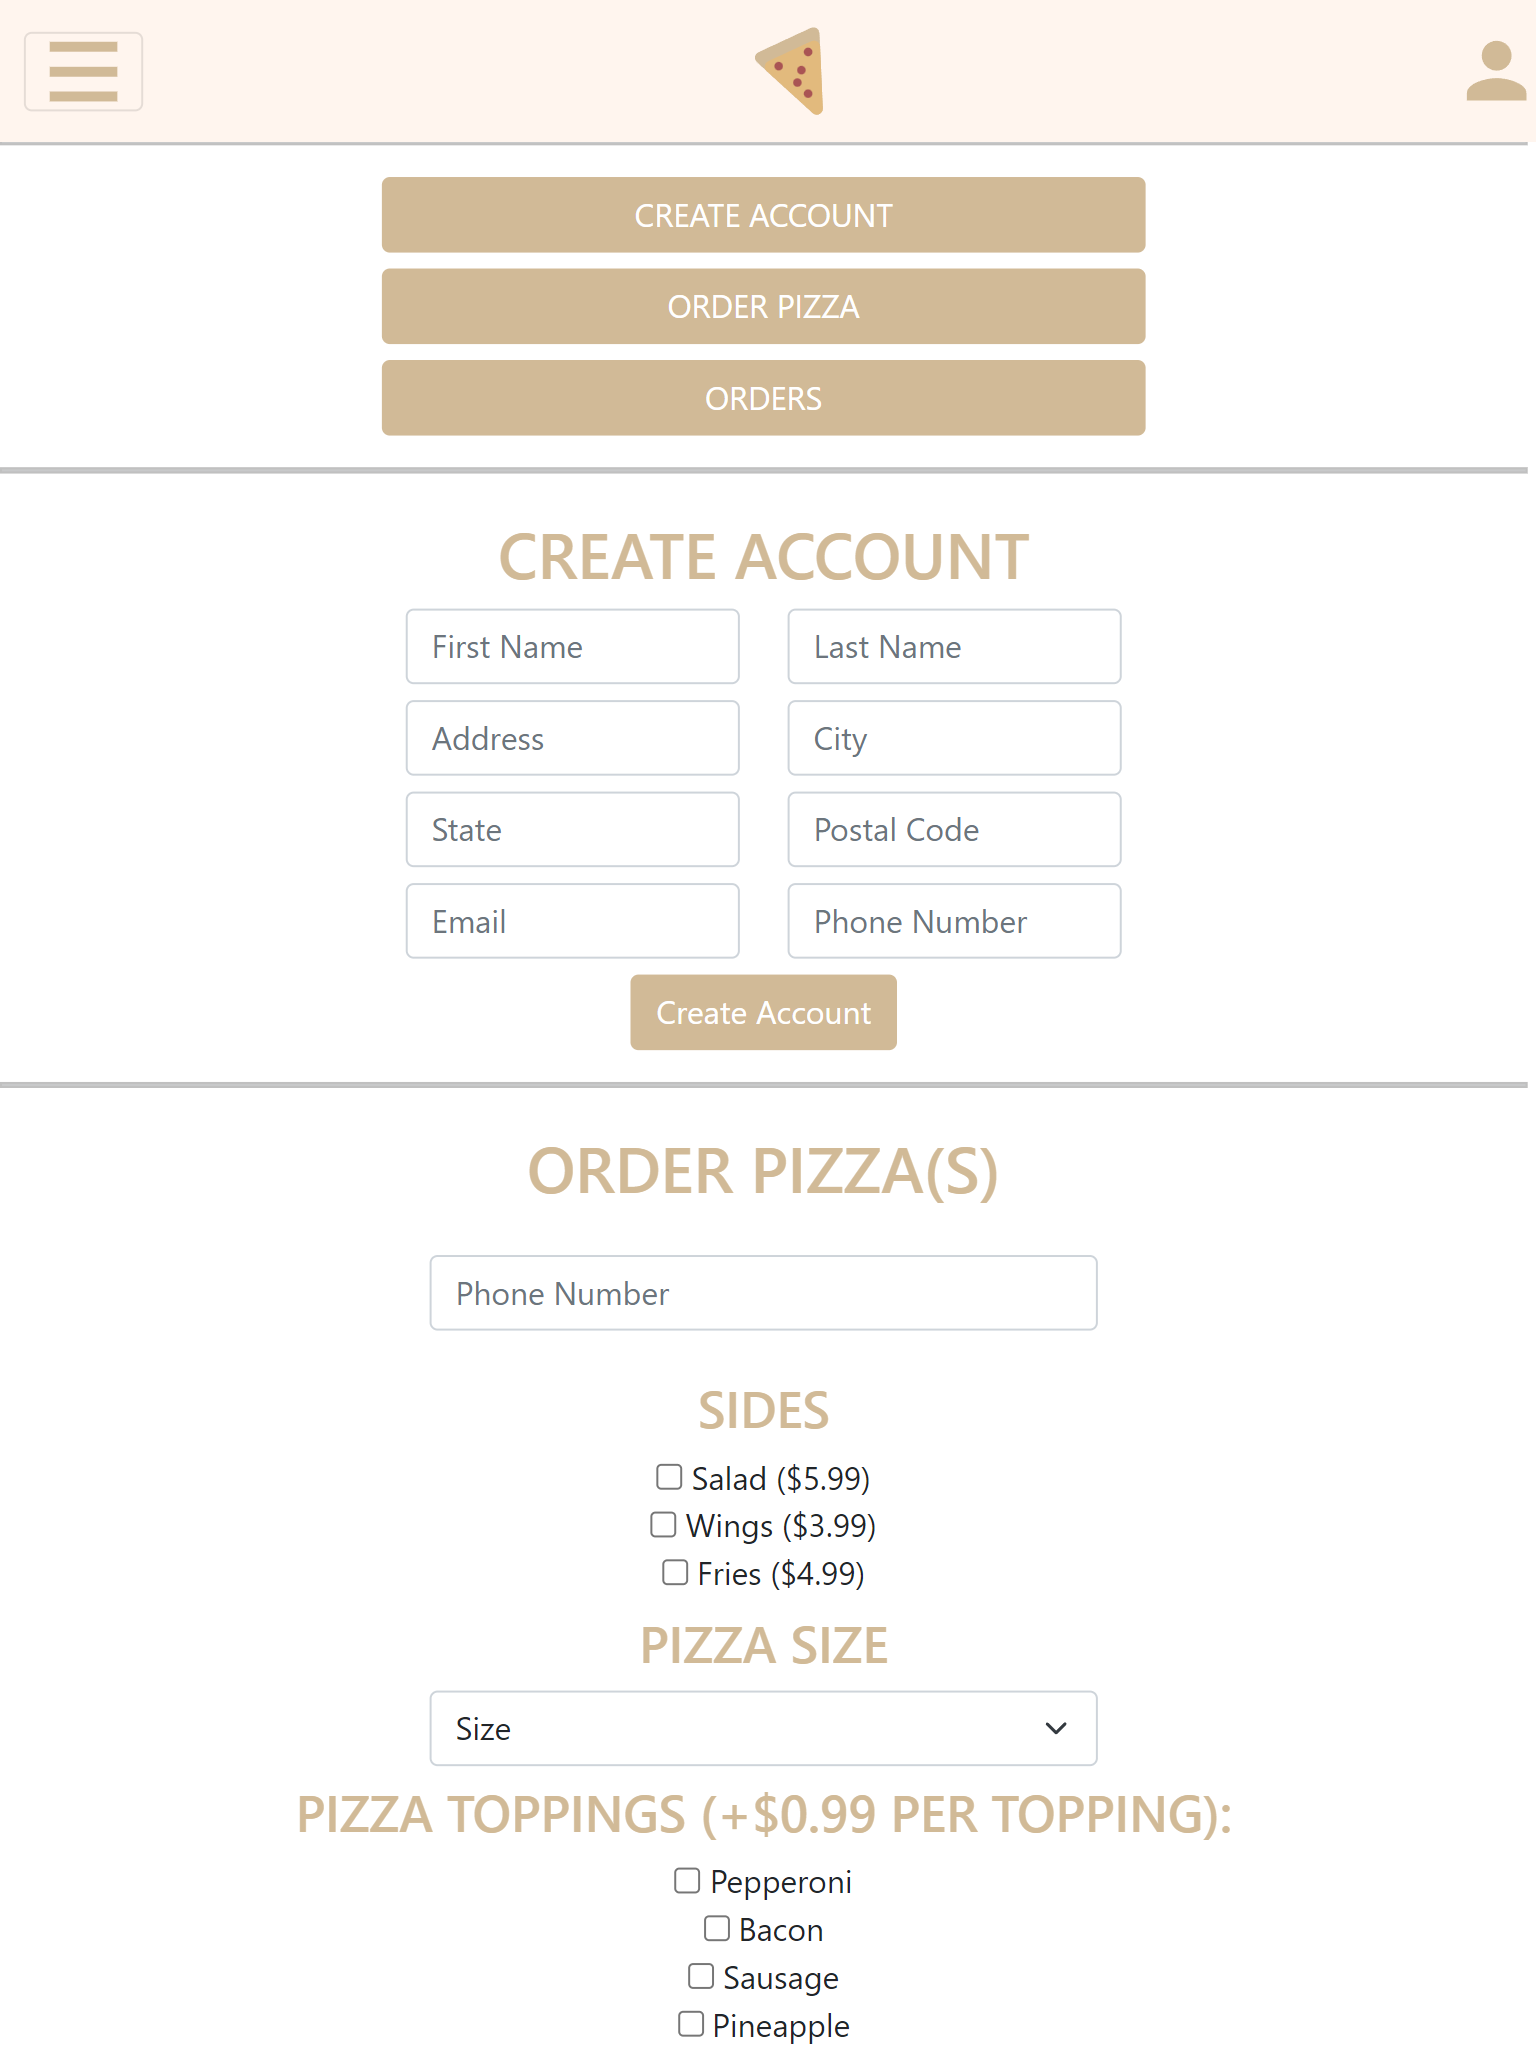 CREATE ACCOUNT
ORDER PIZZA
ORDERS
CREATE ACCOUNT
First Name Last Name
Address City
State Postal Code
Email Phone Number
Create Account
ORDER PIZZA(S)
Phone Number
SIDES
Salad ($5.99)
Wings ($3.99)
Fries ($4.99)
PIZZA SIZE
Size
PIZZA TOPPINGS (+$0.99 PER TOPPING):
Pepperoni
Bacon
Sausage
Pineapple